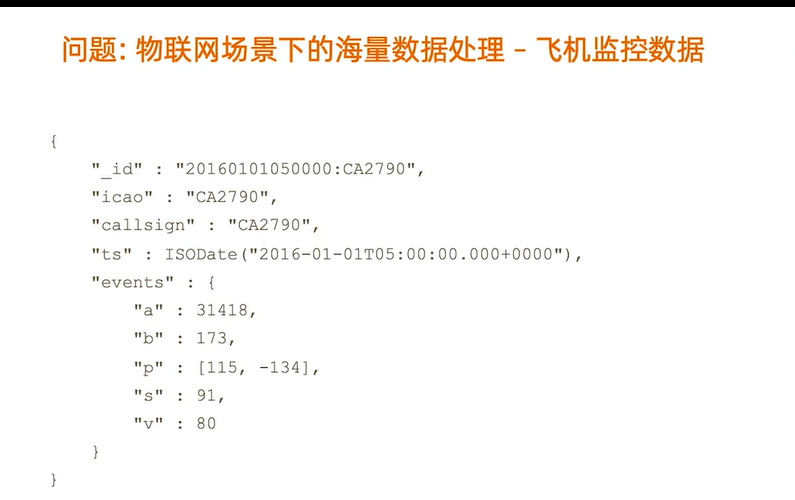 问题: 物联网场景下的海量数据处理 – 飞机监控数据
{
"_id" : "20160101050000:CA2790",
"icao" : "CA2790",
"callsign" : "CA2790",
"ts" : ISODate("2016-01-01T05:00:00.000+0000"),
"events" : {
"a" : 31418,
"b" : 173,
"p" : [115, -134],
"s" : 91,
"v" : 80
}
}